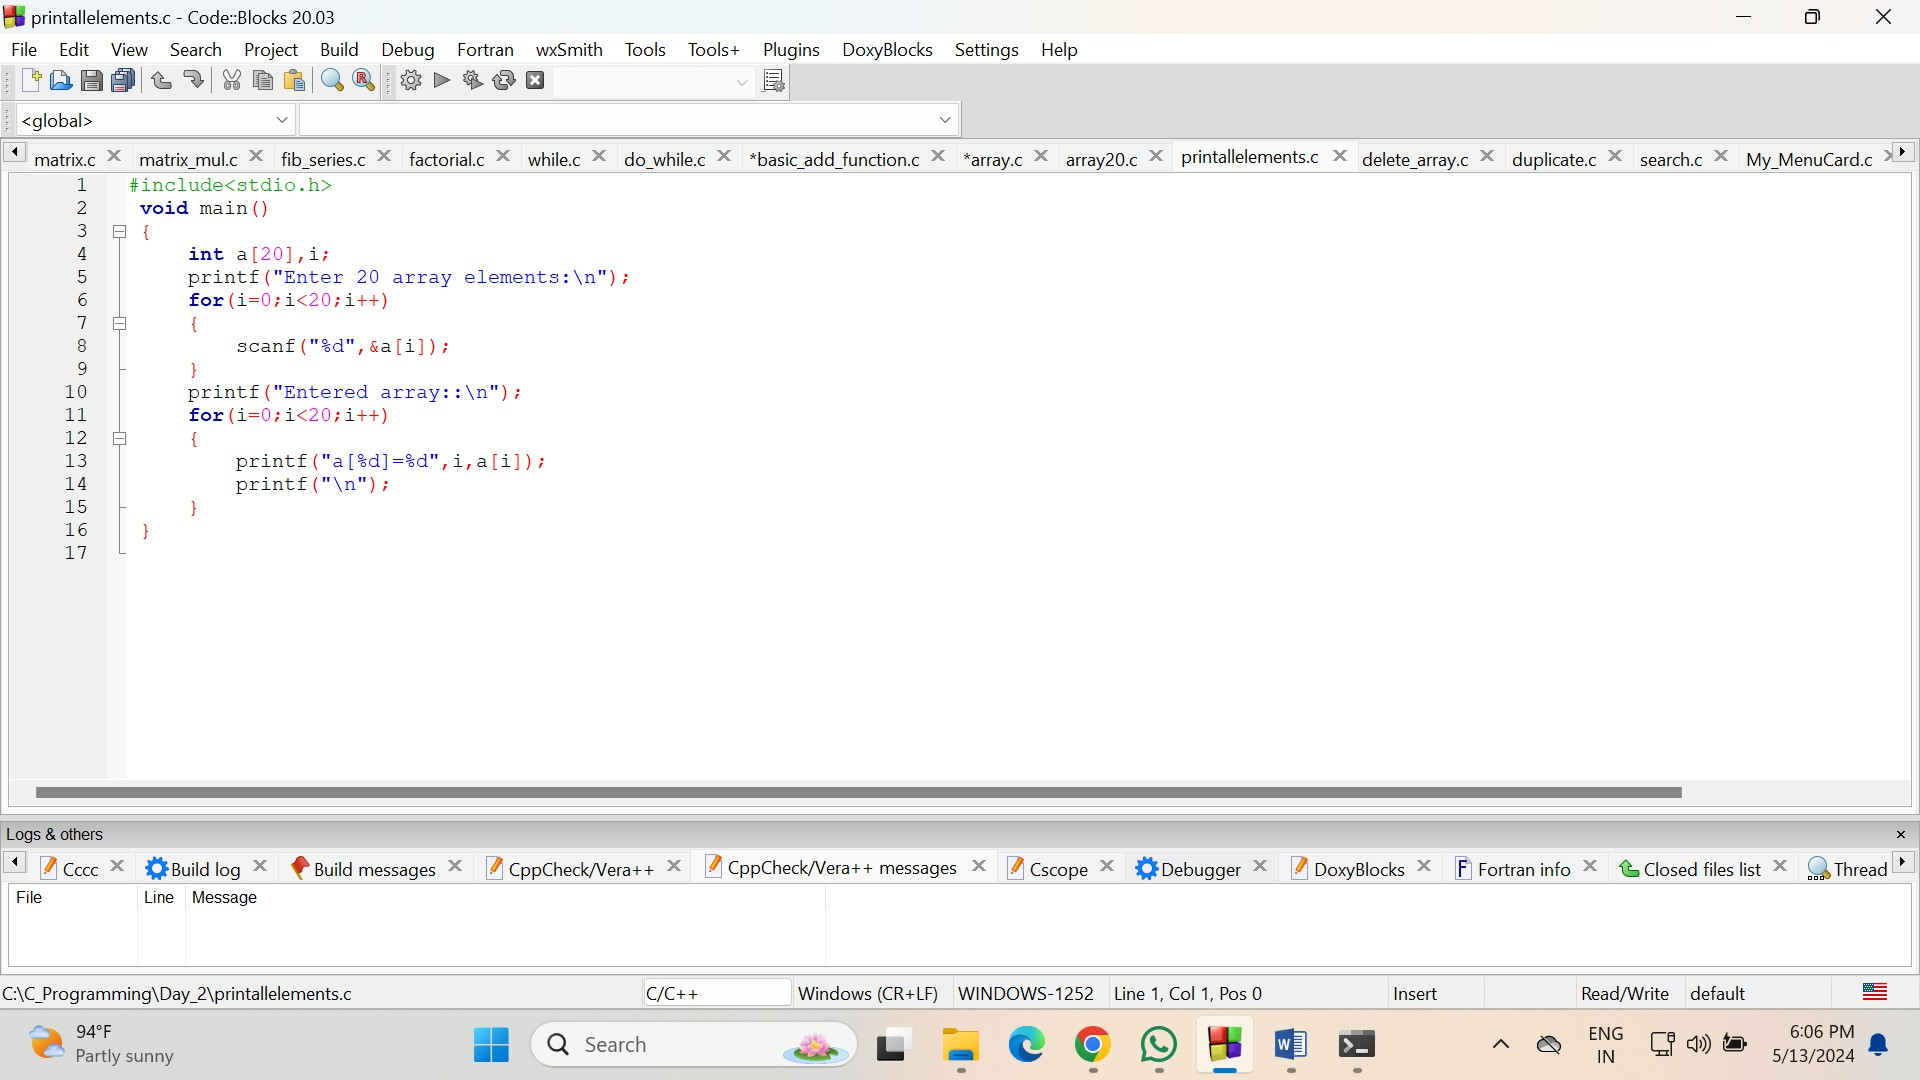 printallelements.c - Code::Blocks 20.03
File Edit View Search Project Build Debug Fortran wxSmith Tools Tools+ Plugins DoxyBlocks Settings Help
<global>
matrix.c matrix_mul.c fib_series.c factorial.c while.c do_while.c *basic_add_function.c *array.c array20.c printallelements.c delete_array.c duplicate.c search.c My_MenuCard.c
1 #include<stdio.h>
2 void main()
3 {
4 int a[20],i;
5 printf("Enter 20 array elements:\n");
6 for(i=0;i<20;i++)
7 {
8 scanf("%d",&a[i]);
9 }
10 printf("Entered array::\n");
11 for(i=0;i<20;i++)
12 {
13 printf("a[%d]=%d",i,a[i]);
14 printf("\n");
15 }
16 }
17
Logs & others
Cccc Build log Build messages CppCheck/Vera++ CppCheck/Vera++ messages Cscope Debugger DoxyBlocks Fortran info Closed files list Thread
File Line Message
C:\C_Programming\Day_2\printallelements.c C/C++ Windows (CR+LF) WINDOWS-1252 Line 1, Col 1, Pos 0 Insert Read/Write default
94°F
Partly sunny
Search
ENG
IN
6:06 PM
5/13/2024